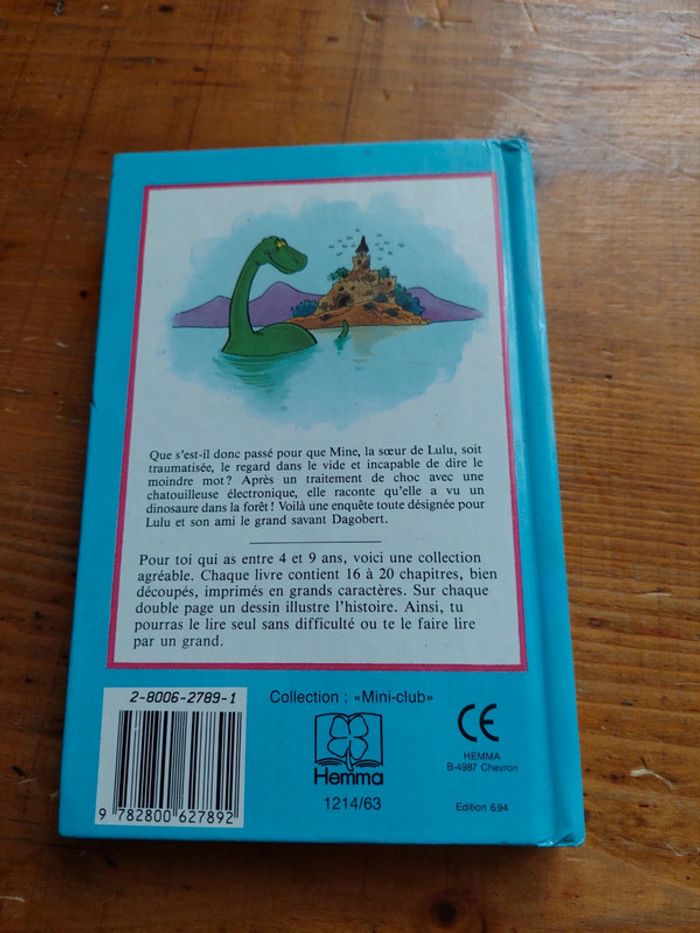 Que s'est-il donc passé pour que Mine, la sœur de Lulu, soit
traumatisée, le regard dans le vide et incapable de dire le
moindre mot? Après un traitement de choc avec une
chatouilleuse électronique, elle raconte qu'elle a vu un
dinosaure dans la forêt! Voilà une enquête toute désignée pour
Lulu et son ami le grand savant Dagobert.
Pour toi qui as entre 4 et 9 ans, voici une collection
agréable. Chaque livre contient 16 à 20 chapitres, bien
découpés, imprimés en grands caractères. Sur chaque
double page un dessin illustre l'histoire. Ainsi, tu
pourras le lire seul sans difficulté ou te le faire lire
par un grand.
2-8006-2789-1
9 782800 627892
Collection : «Mini-club»
Hemma
1214/63
CE
HEMMA
B-4987 Chevron
Edition 6.94